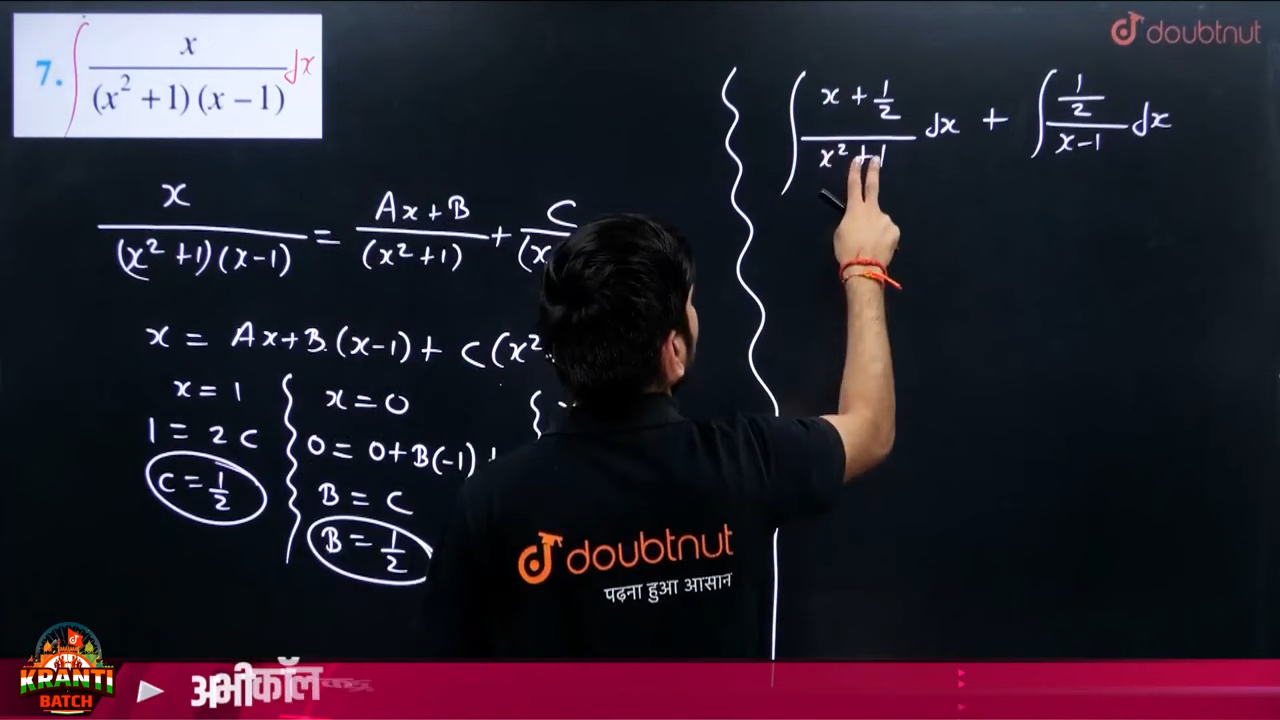 7. ∫ x / (x² + 1) (x − 1) dx
doubtnut
x / (x² + 1) (x - 1) = Ax + B / (x² + 1) + C / (x
x = Ax + B. (x-1) + C (x²
x = 1
1 = 2 C
C = 1/2
x = 0
0 = 0 + B(-1)
B = C
B = 1/2
∫ x + 1/2 / x² + 1 dx + ∫ 1/2 / x-1 dx
doubtnut
पढ़ना हुआ आसान
KRANTI
BATCH
अभी कॉल